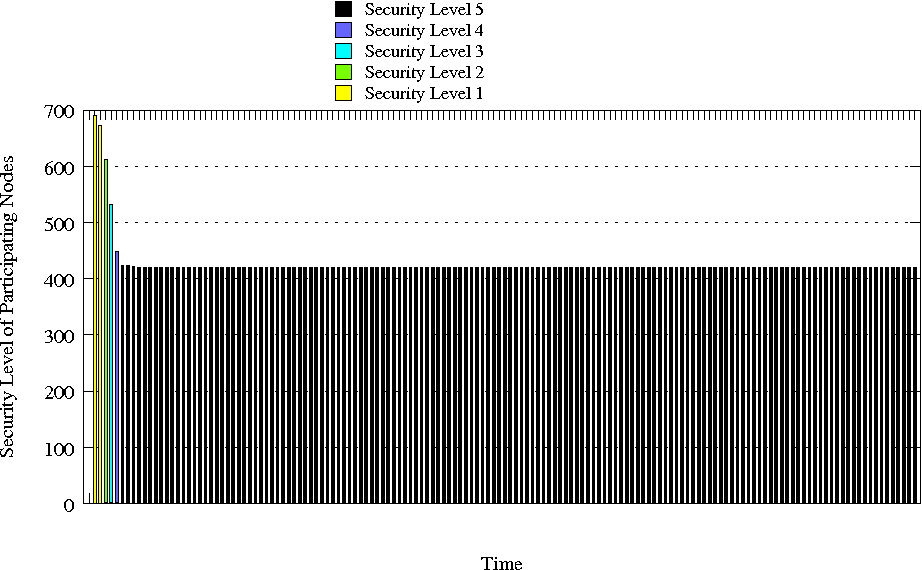 Security Level 5
Security Level 4
Security Level 3
Security Level 2
Security Level 1
700
600
500
400
300
200
100
0
Security Level of Participating Nodes
Time